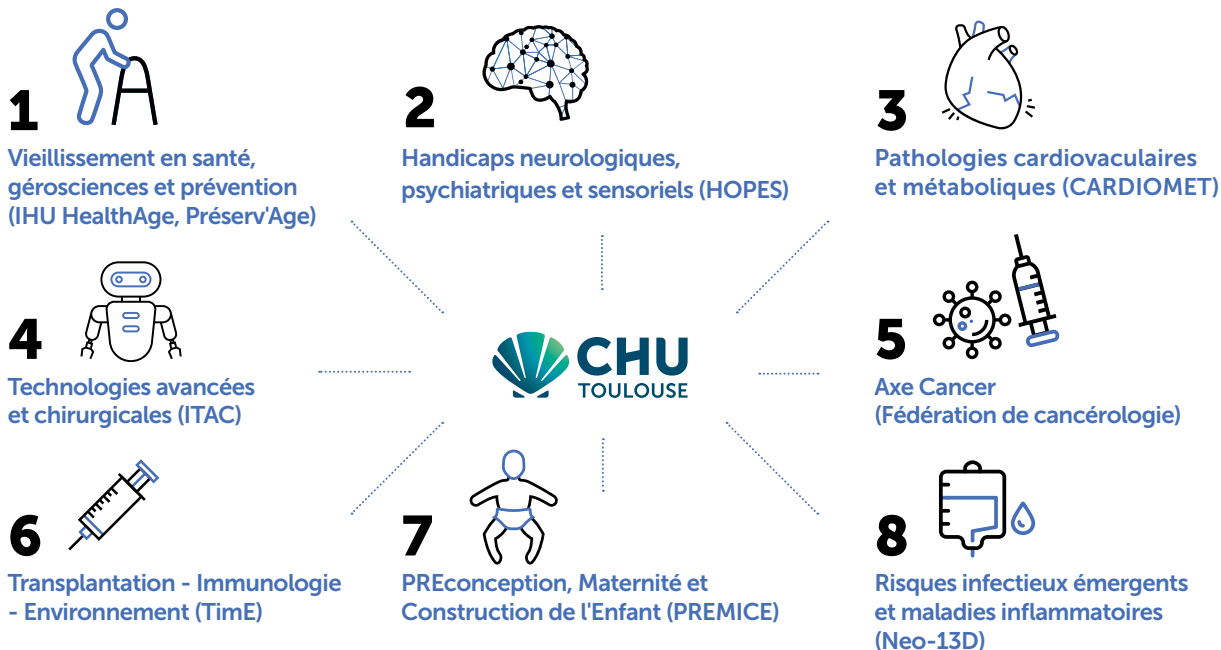 1
Vieillissement en santé,
gérosciences et prévention
(IHU HealthAge, Préserv'Age)
2
Handicaps neurologiques,
psychiatriques et sensoriels (HOPES)
3
Pathologies cardiovaculaires
et métaboliques (CARDIOMET)
4
Technologies avancées
et chirurgicales (ITAC)
CHU
TOULOUSE
5
Axe Cancer
(Fédération de cancérologie)
6
Transplantation - Immunologie
- Environnement (TimE)
7
PREconception, Maternité et
Construction de l'Enfant (PREMICE)
8
Risques infectieux émergents
et maladies inflammatoires
(Neo-13D)